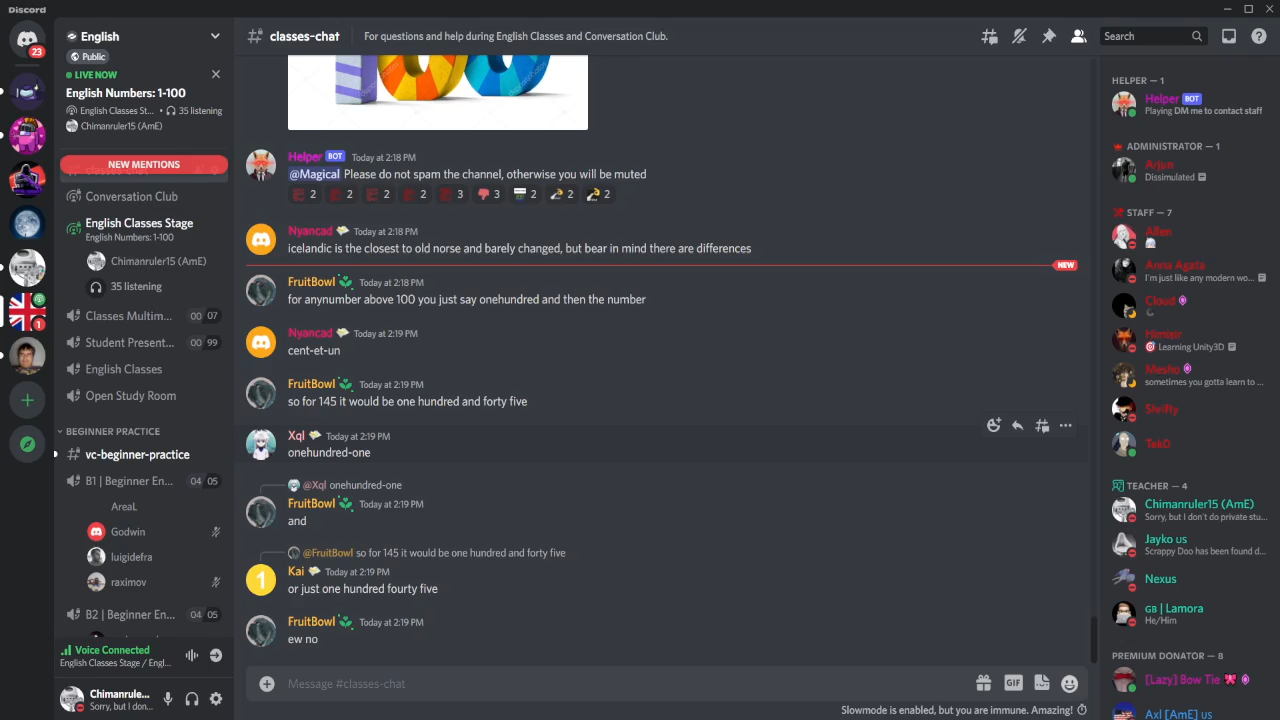 Discord
23
1
English
Public
LIVE NOW
English Numbers: 1-100
English Classes St...
35 listening
Chimanruler15 (AmE)
NEW MENTIONS
Conversation Club
English Classes Stage
English Numbers: 1-100
Chimanruler15 (AmE)
35 listening
Classes Multim...
00 07
Student Present...
00 99
English Classes
Open Study Room
BEGINNER PRACTICE
vc-beginner-practice
B1 | Beginner En...
04 05
AreaL
Godwin
luigidefra
raximov
B2 | Beginner En...
04 05
Voice Connected
English Classes Stage / Engl...
Chimanrule...
Sorry, but I don...
classes-chat
For questions and help during English Classes and Conversation Club.
Search
100
Helper BOT Today at 2:18 PM
@Magical Please do not spam the channel, otherwise you will be muted
2 2 2 2 3 3 2 2 2
Nyancad Today at 2:18 PM
icelandic is the closest to old norse and barely changed, but bear in mind there are differences
NEW
FruitBowl Today at 2:18 PM
for anynumber above 100 you just say onehundred and then the number
Nyancad Today at 2:19 PM
cent-et-un
FruitBowl Today at 2:19 PM
so for 145 it would be one hundred and forty five
Xql Today at 2:19 PM
onehundred-one
@Xql onehundred-one
FruitBowl Today at 2:19 PM
and
@FruitBowl so for 145 it would be one hundred and forty five
1
Kai Today at 2:19 PM
or just one hundred fourty five
FruitBowl Today at 2:19 PM
ew no
Message #classes-chat
GIF
Slowmode is enabled, but you are immune. Amazing!
HELPER — 1
Helper BOT
Playing DM me to contact staff
ADMINISTRATOR — 1
Arjun
Dissimulated
STAFF — 7
Allen
Anna Agata
I'm just like any modern wo...
Cloud
Learning Unity3D
Mesho
sometimes you gotta learn to ...
Shrifty
TekD
TEACHER — 4
Chimanruler15 (AmE)
Sorry, but I don't do private stu...
Jayko us
Scrappy Doo has been found d...
Nexus
GB | Lamora
He/Him
PREMIUM DONATOR — 8
[Lazy] Bow Tie
Axl [AmE] us